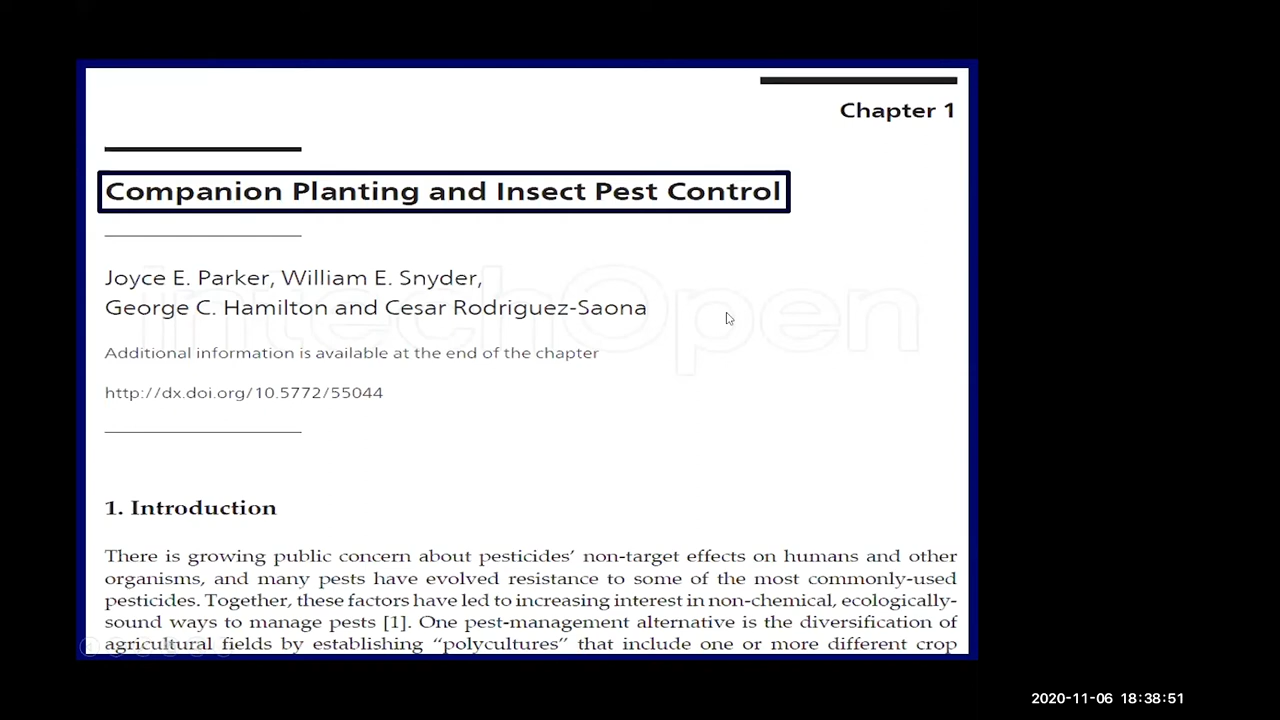 Chapter 1
Companion Planting and Insect Pest Control
Joyce E. Parker, William E. Snyder,
George C. Hamilton and Cesar Rodriguez-Saona
IntechOpen
Additional information is available at the end of the chapter
http://dx.doi.org/10.5772/55044
1. Introduction
There is growing public concern about pesticides’ non-target effects on humans and other
organisms, and many pests have evolved resistance to some of the most commonly-used
pesticides. Together, these factors have led to increasing interest in non-chemical, ecologically-
sound ways to manage pests [1]. One pest-management alternative is the diversification of
agricultural fields by establishing “polycultures” that include one or more different crop
2020-11-06 18:38:51